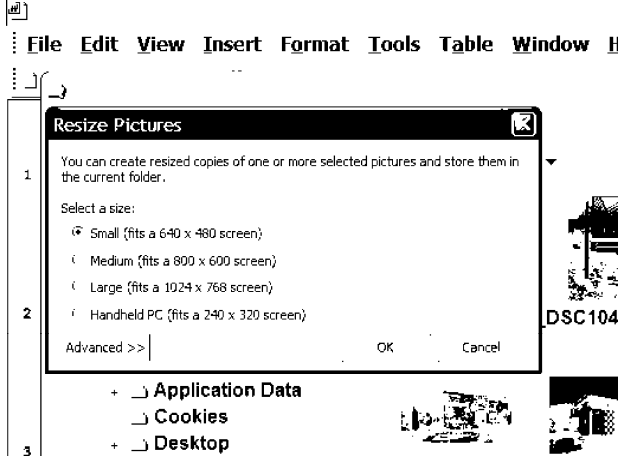 File Edit View Insert Format Tools Table Window H
Resize Pictures
You can create resized copies of one or more selected pictures and store them in
the current folder.
1
Select a size:
Small (fits a 640 x 480 screen)
Medium (fits a 800 x 600 screen)
Large (fits a 1024 x 768 screen)
Handheld PC (fits a 240 x 320 screen)
2
_DSC104
Advanced >>
OK
Cancel
+ Application Data
Cookies
+ Desktop
3